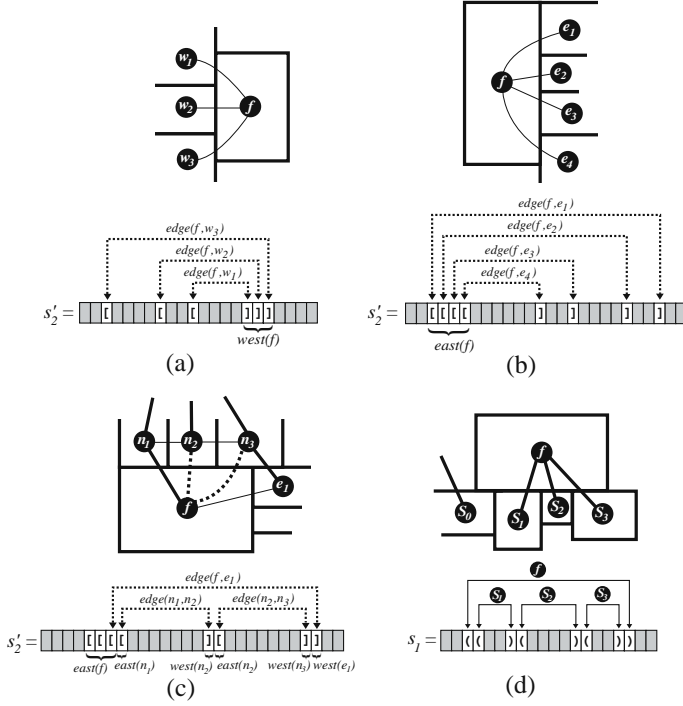 w₁
w₂
f
w₃
edge(f,w₃)
edge(f,w₂)
edge(f,w₁)
s′₂ = [ [ [ ] ] ]
west(f)
(a)
e₁
e₂
f
e₃
e₄
edge(f,e₁)
edge(f,e₂)
edge(f,e₃)
edge(f,e₄)
s′₂ = [ [ [ [ ] ] ] ]
east(f)
(b)
n₁ n₂ n₃
e₁
f
edge(f,e₁)
edge(n₁,n₂) edge(n₂,n₃)
s′₂ = [ [ [ [ ] [ ] ]
east(f) east(n₁) west(n₂) east(n₂) west(n₃) west(e₁)
(c)
f
S₀ S₁ S₂ S₃
f
S₁ S₂ S₃
s₁ = ( ( ) ( ) ( ) )
(d)